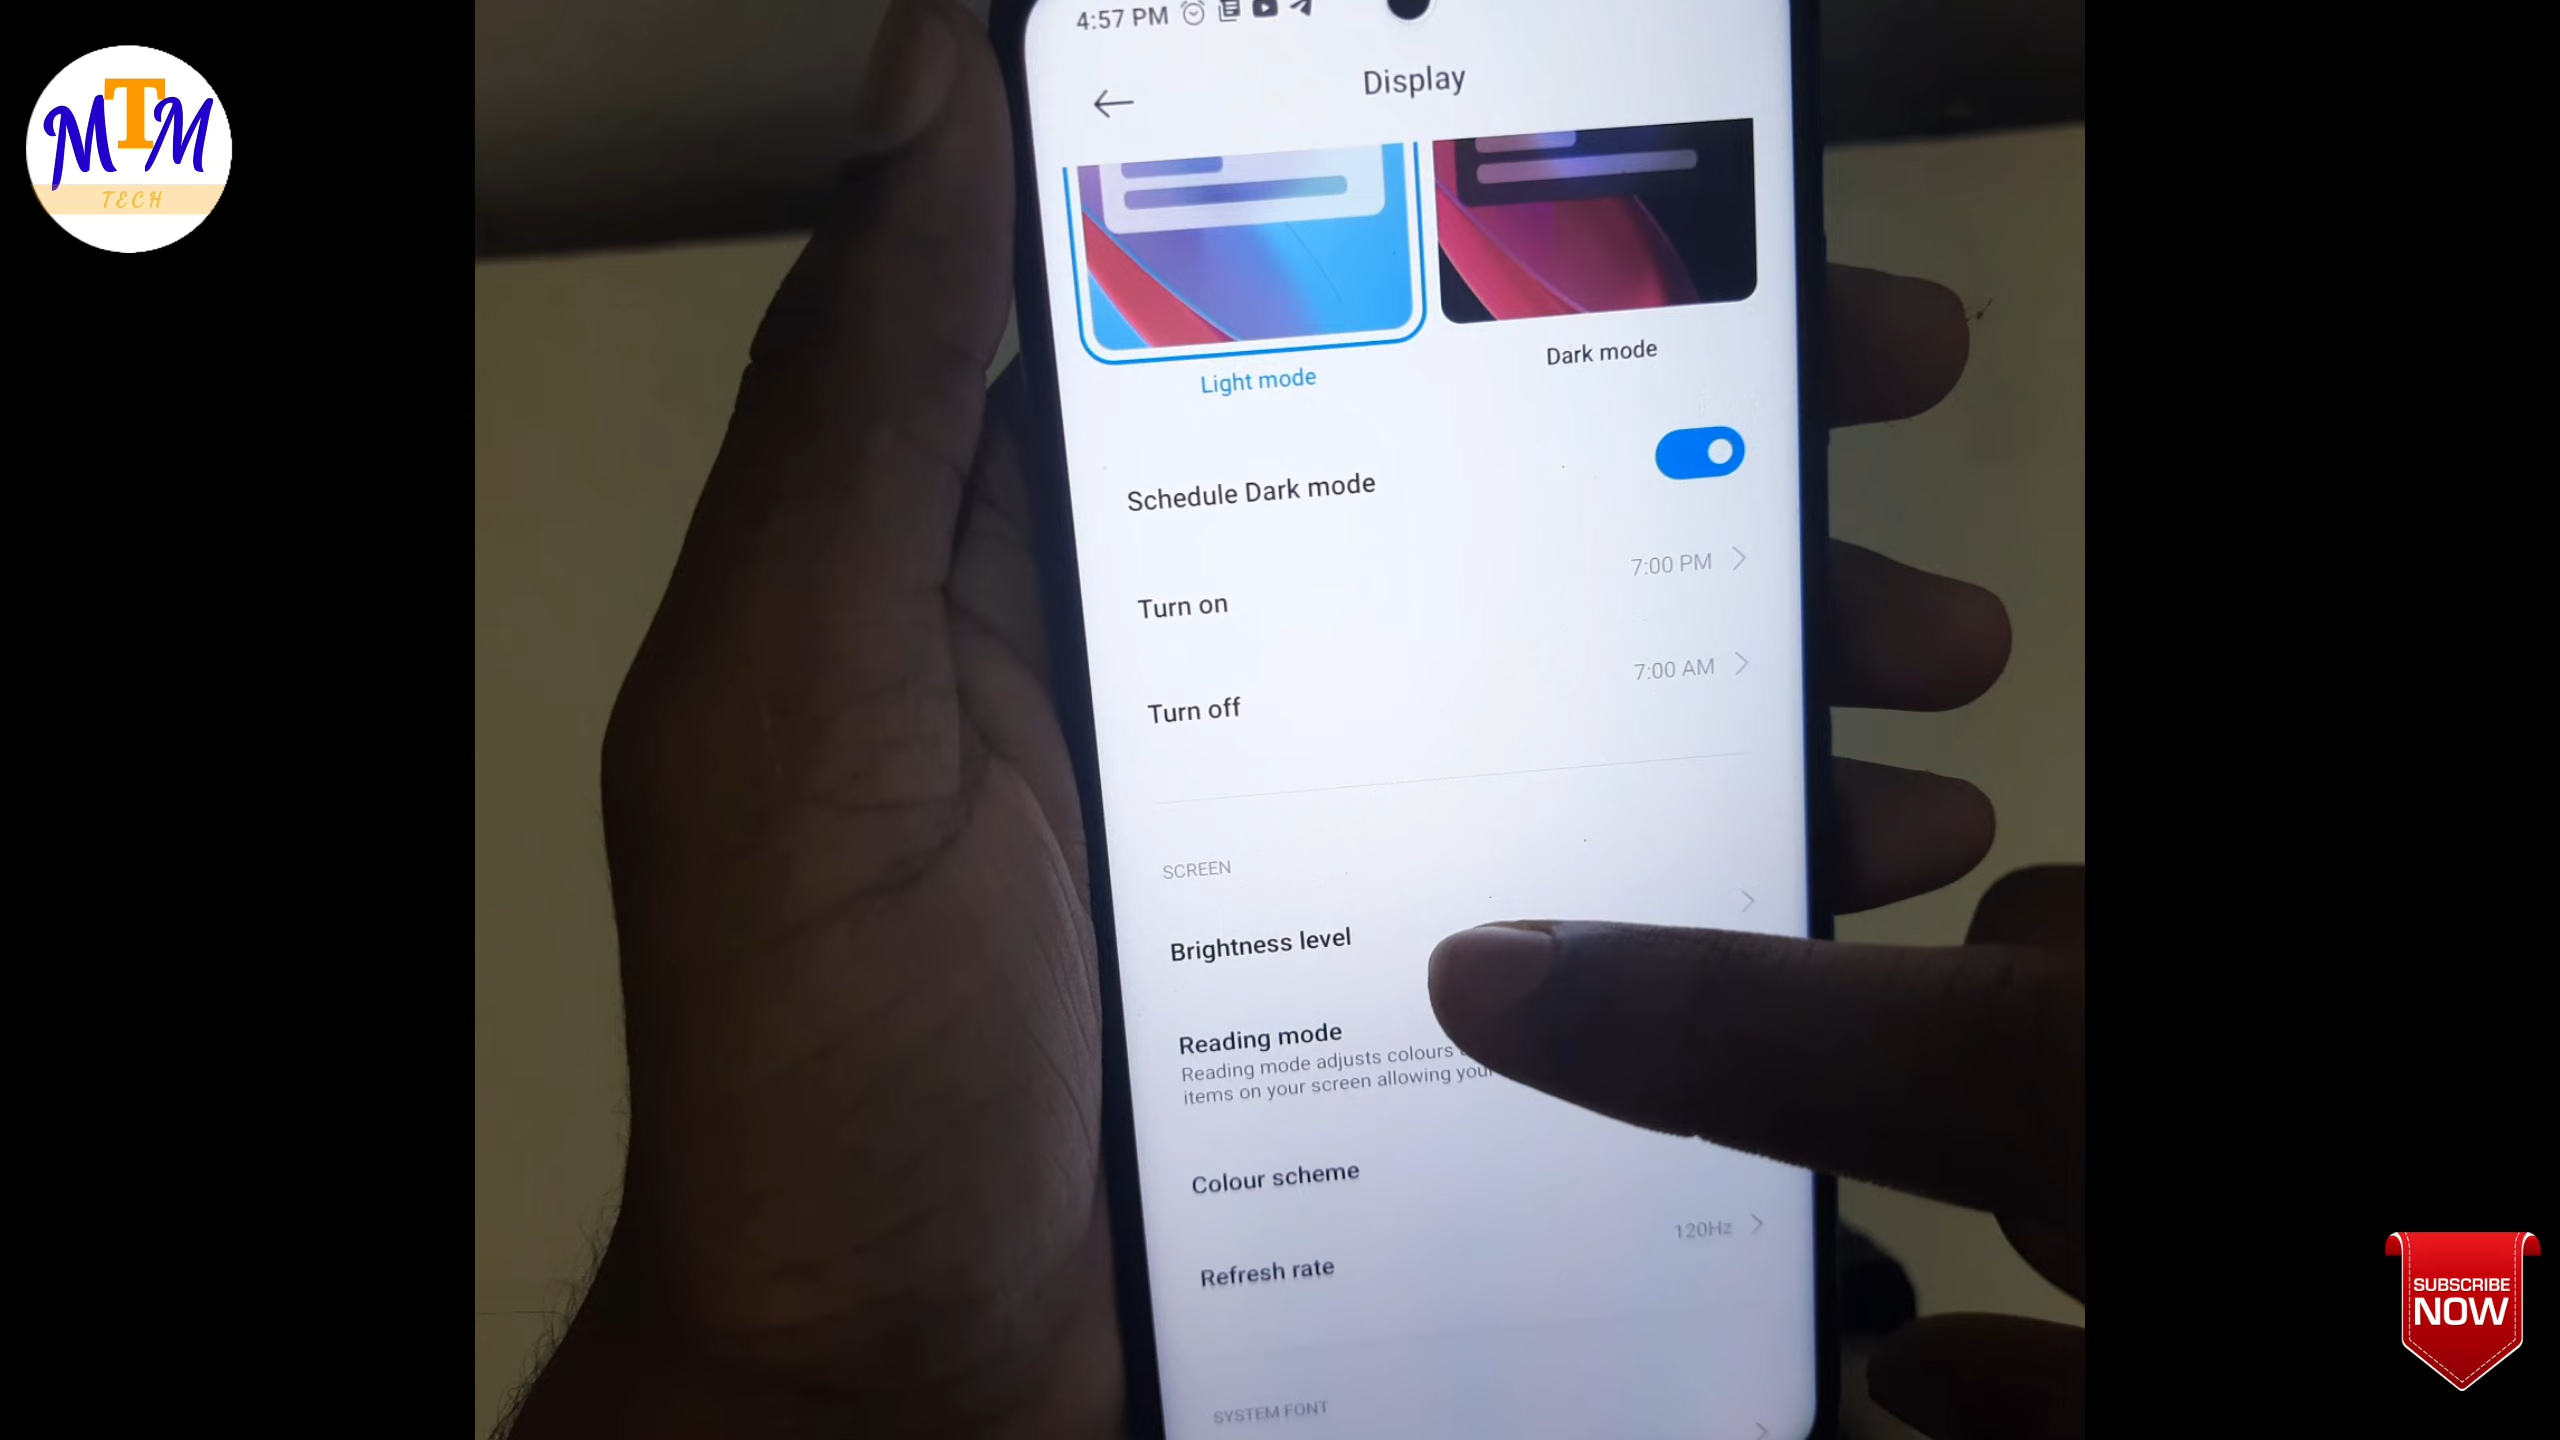 MTM
TECH
4:57 PM
Display
Light mode
Dark mode
Schedule Dark mode
Turn on
7:00 PM
Turn off
7:00 AM
SCREEN
Brightness level
Reading mode
Reading mode adjusts colours
items on your screen allowing your
Colour scheme
Refresh rate
120Hz
SYSTEM FONT
SUBSCRIBE
NOW